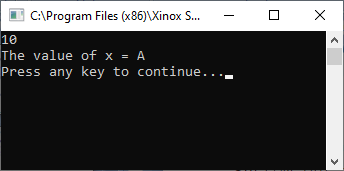 C:\Program Files (x86)\Xinox S...
10
The value of x = A
Press any key to continue...